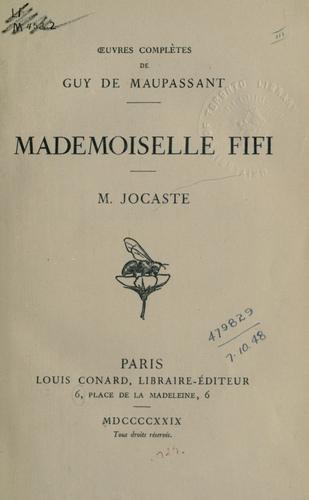 ŒUVRES COMPLÈTES
DE
GUY DE MAUPASSANT
MADEMOISELLE FIFI
M. JOCASTE
479829
7.10.48
PARIS
LOUIS CONARD, LIBRAIRE-ÉDITEUR
6, PLACE DE LA MADELEINE, 6
MDCCCCXXIX
Tous droits réservés.